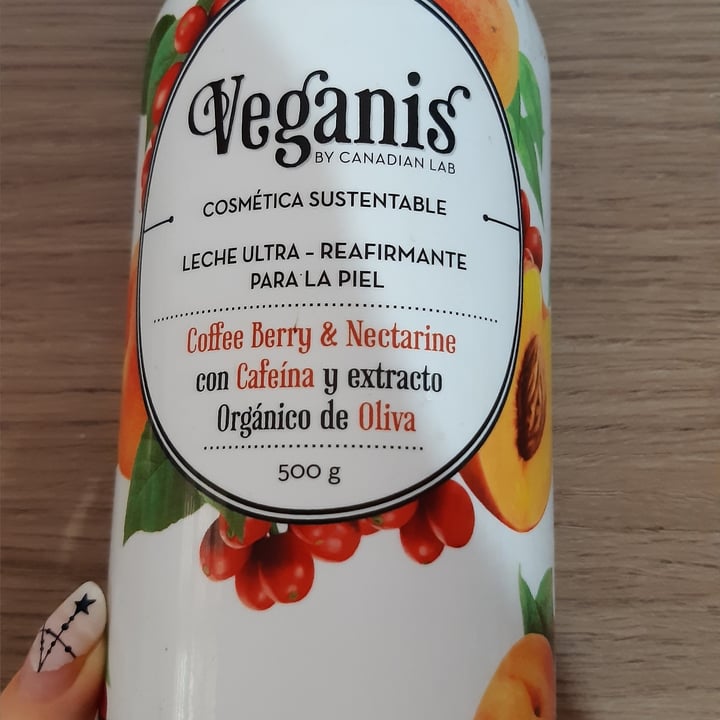 Veganis
BY CANADIAN LAB
COSMÉTICA SUSTENTABLE
LECHE ULTRA - REAFIRMANTE
PARA LA PIEL
Coffee Berry & Nectarine
con Cafeína y extracto
Orgánico de Oliva
500 g